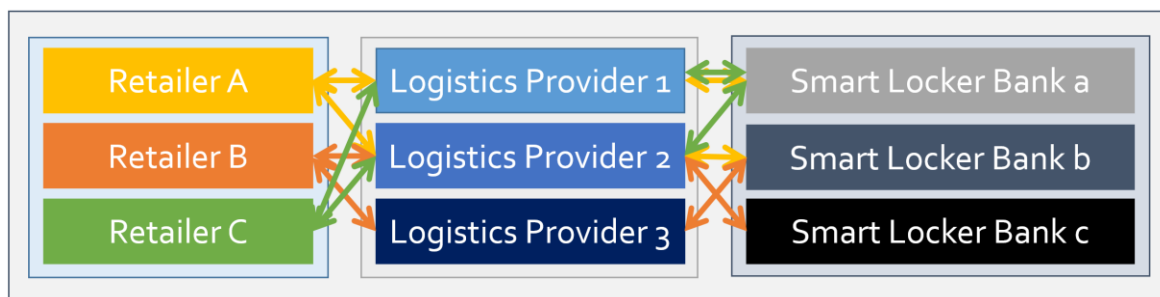 Retailer A
Logistics Provider 1
Smart Locker Bank a
Retailer B
Logistics Provider 2
Smart Locker Bank b
Retailer C
Logistics Provider 3
Smart Locker Bank c